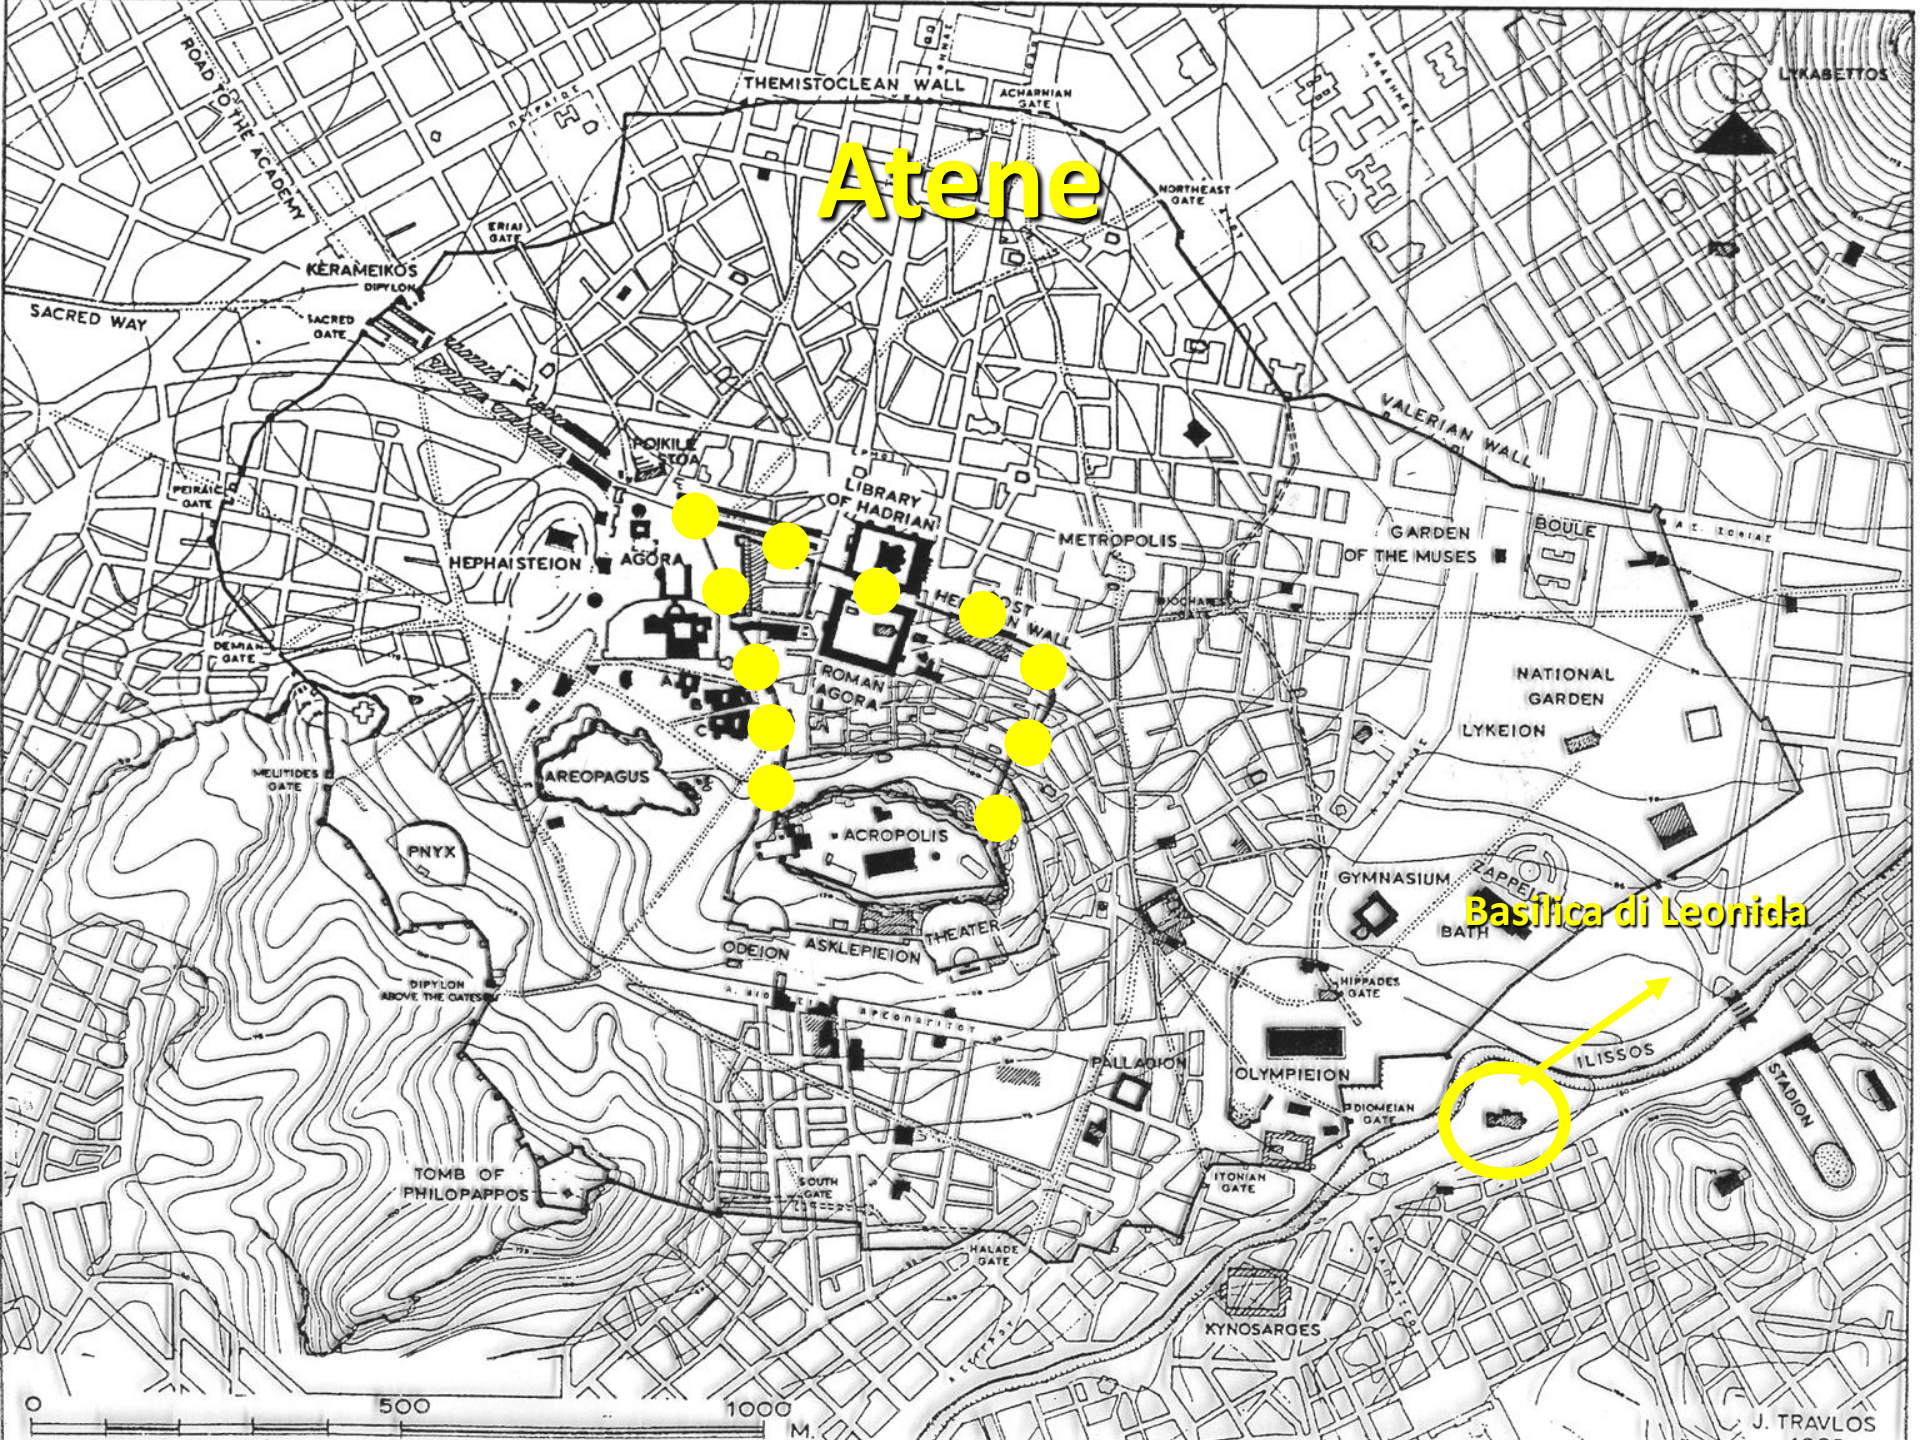 LYKABETTOS
ROAD TO THE ACADEMY
THEMISTOCLEAN WALL
ACHARNIAN
GATE
Atene
NORTHEAST
GATE
ERIAI
GATE
KERAMEIKOS
DIPYLON
SACRED WAY
SACRED
GATE
VALERIAN WALL
POIKILE
STOA
PEIRAIC
GATE
LIBRARY
OF HADRIAN
METROPOLIS
GARDEN
OF THE MUSES
BOULE
HEPHAISTEION
AGORA
WALL
DEMIAN
GATE
ROMAN
AGORA
A
B
C
NATIONAL
GARDEN
LYKEION
MELITIDES
GATE
AREOPAGUS
PNYX
ACROPOLIS
GYMNASIUM
Basilica di Leonida
BATH
ODEION
ASKLEPIEION
THEATER
DIPYLON
ABOVE THE GATES
HIPPADES
GATE
PALLADION
OLYMPIEION
ILISSOS
DIOMEIAN
GATE
STADION
TOMB OF
PHILOPAPPOS
SOUTH
GATE
ITONIAN
GATE
HALADE
GATE
KYNOSARGES
0 500 1000 M.
J. TRAVLOS